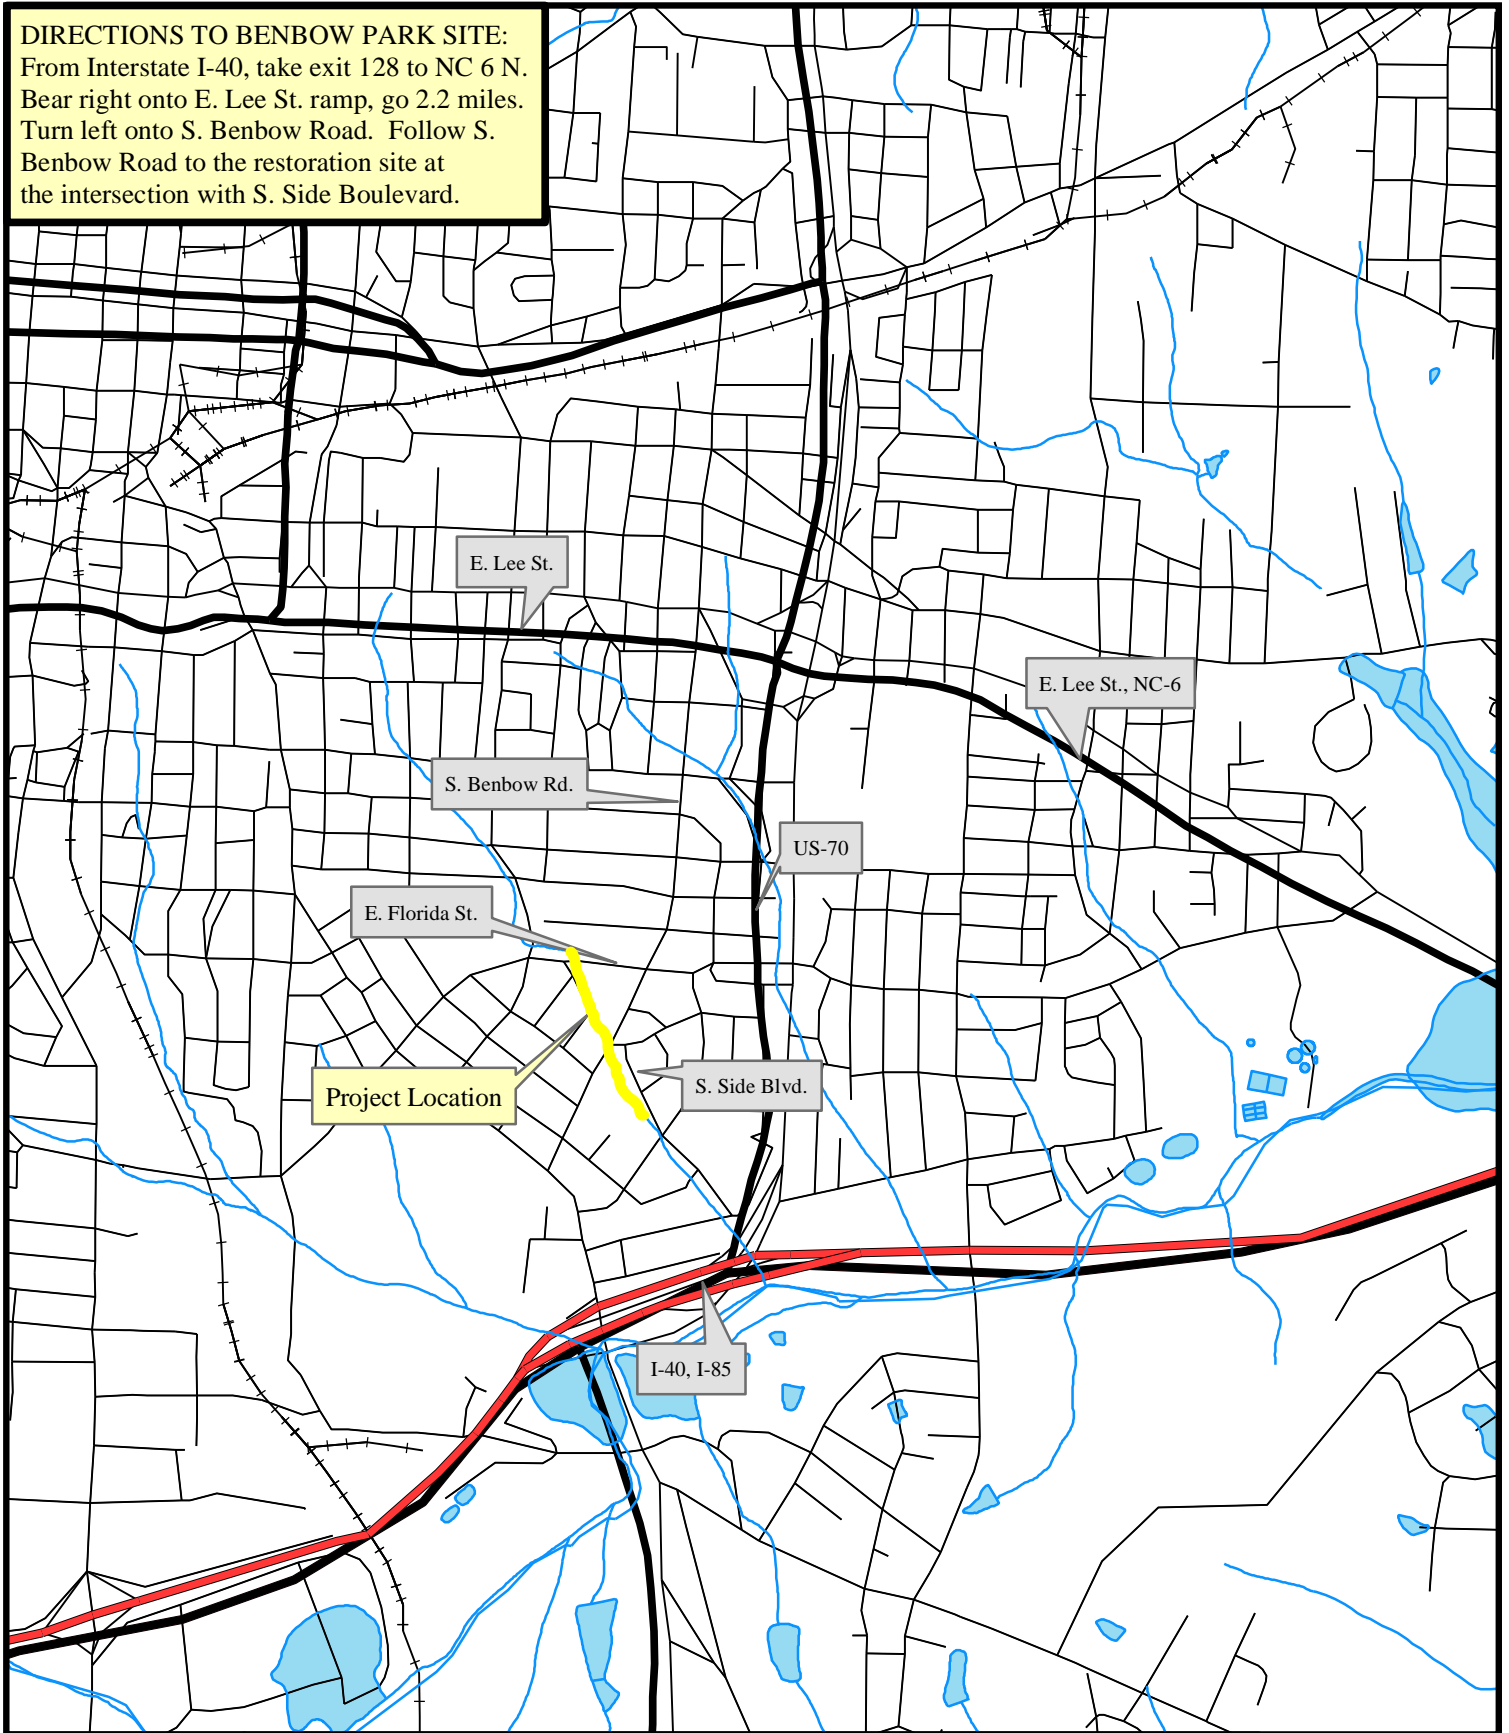 DIRECTIONS TO BENBOW PARK SITE:
From Interstate I-40, take exit 128 to NC 6 N.
Bear right onto E. Lee St. ramp, go 2.2 miles.
Turn left onto S. Benbow Road.  Follow S.
Benbow Road to the restoration site at
the intersection with S. Side Boulevard.
E. Lee St.
E. Lee St., NC-6
S. Benbow Rd.
US-70
E. Florida St.
S. Side Blvd.
Project Location
I-40, I-85